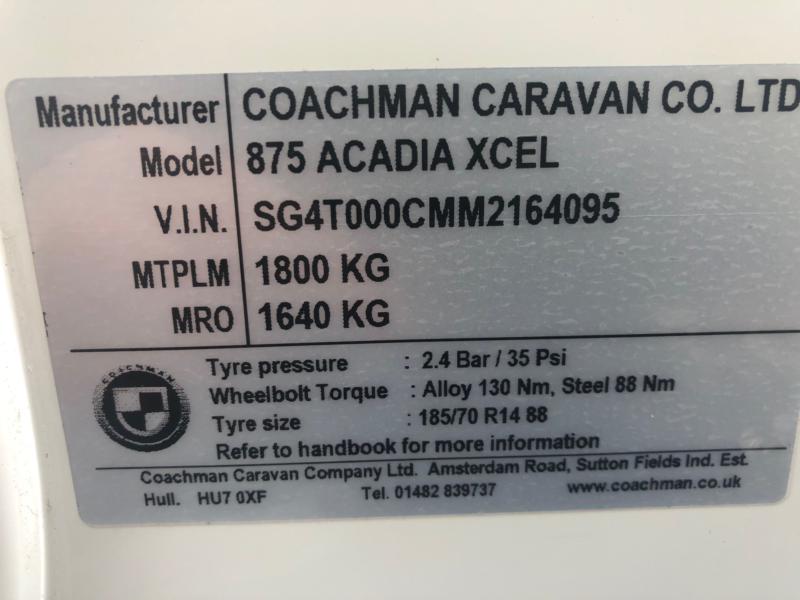 Manufacturer COACHMAN CARAVAN CO. LTD
Model 875 ACADIA XCEL
V.I.N. SG4T000CMM2164095
MTPLM 1800 KG
MRO 1640 KG
COACHMAN
Tyre pressure : 2.4 Bar / 35 Psi
Wheelbolt Torque : Alloy 130 Nm, Steel 88 Nm
Tyre size : 185/70 R14 88
Refer to handbook for more information
Coachman Caravan Company Ltd. Amsterdam Road, Sutton Fields Ind. Est.
Hull. HU7 0XF Tel. 01482 839737 www.coachman.co.uk